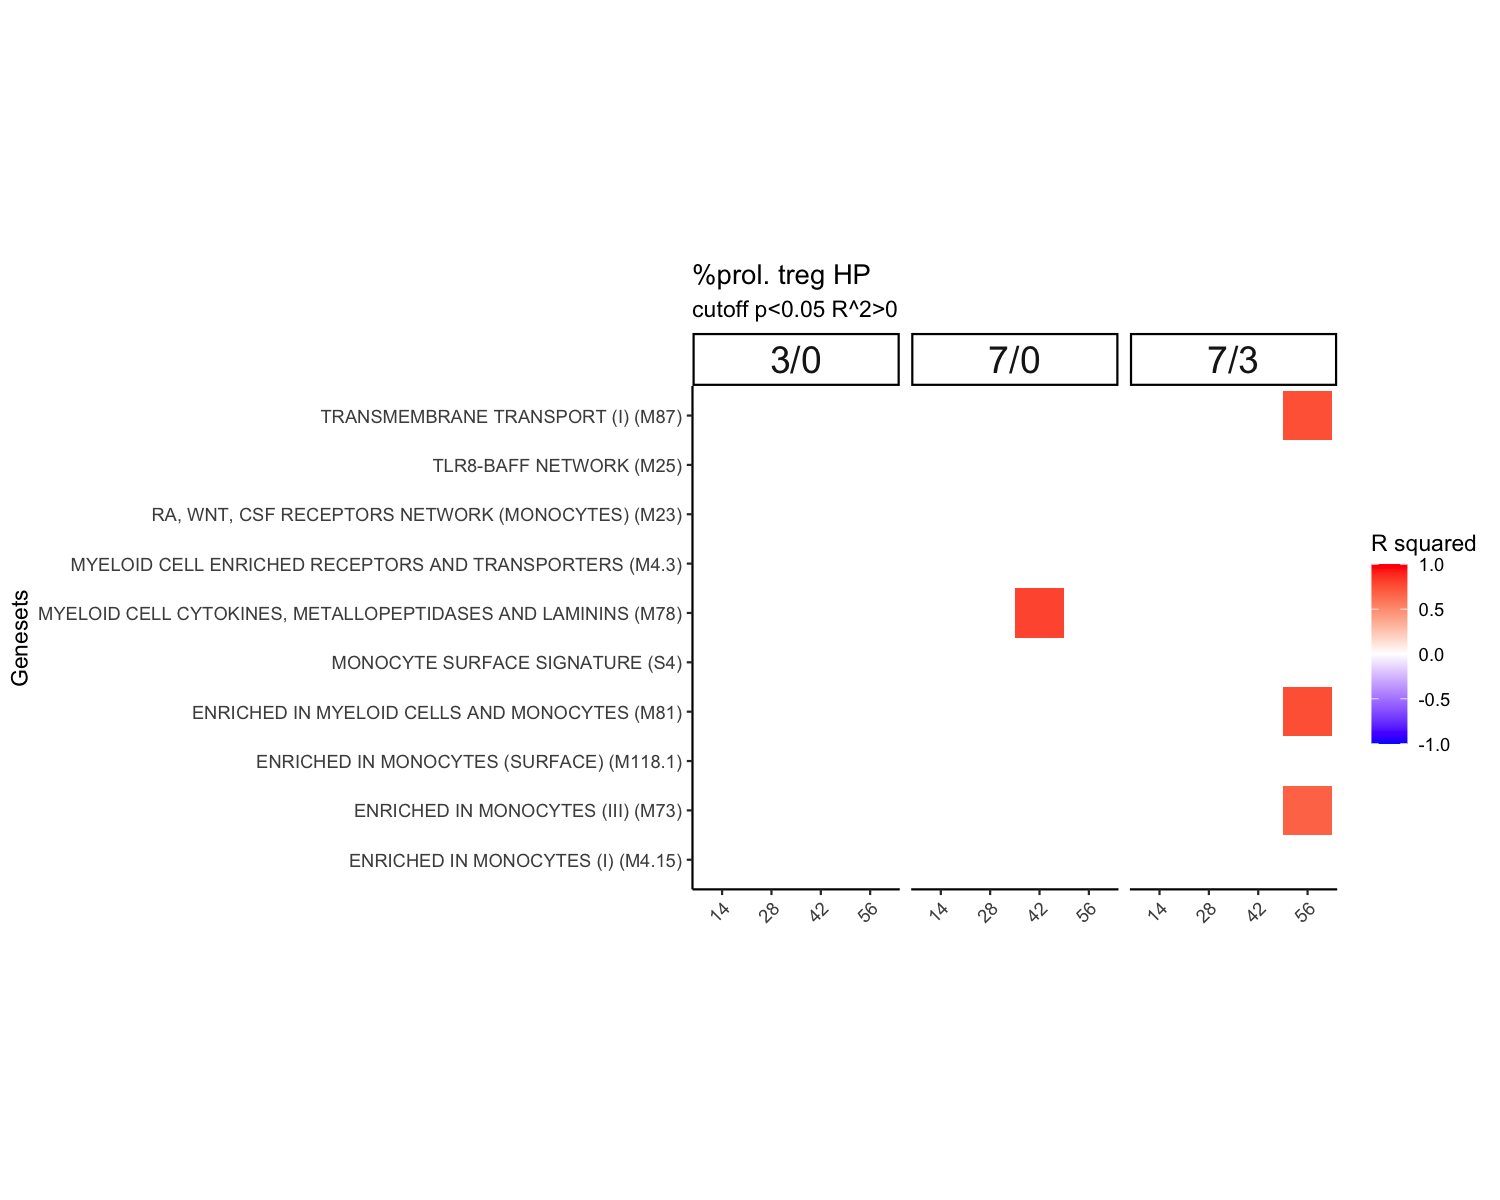 %prol. treg HP
cutoff p<0.05 R^2>0
3/0 7/0 7/3
TRANSMEMBRANE TRANSPORT (I) (M87)
TLR8-BAFF NETWORK (M25)
RA, WNT, CSF RECEPTORS NETWORK (MONOCYTES) (M23)
MYELOID CELL ENRICHED RECEPTORS AND TRANSPORTERS (M4.3)
MYELOID CELL CYTOKINES, METALLOPEPTIDASES AND LAMININS (M78)
MONOCYTE SURFACE SIGNATURE (S4)
ENRICHED IN MYELOID CELLS AND MONOCYTES (M81)
ENRICHED IN MONOCYTES (SURFACE) (M118.1)
ENRICHED IN MONOCYTES (III) (M73)
ENRICHED IN MONOCYTES (I) (M4.15)
Genesets
14 28 42 56 14 28 42 56 14 28 42 56
R squared
1.0
0.5
0.0
-0.5
-1.0